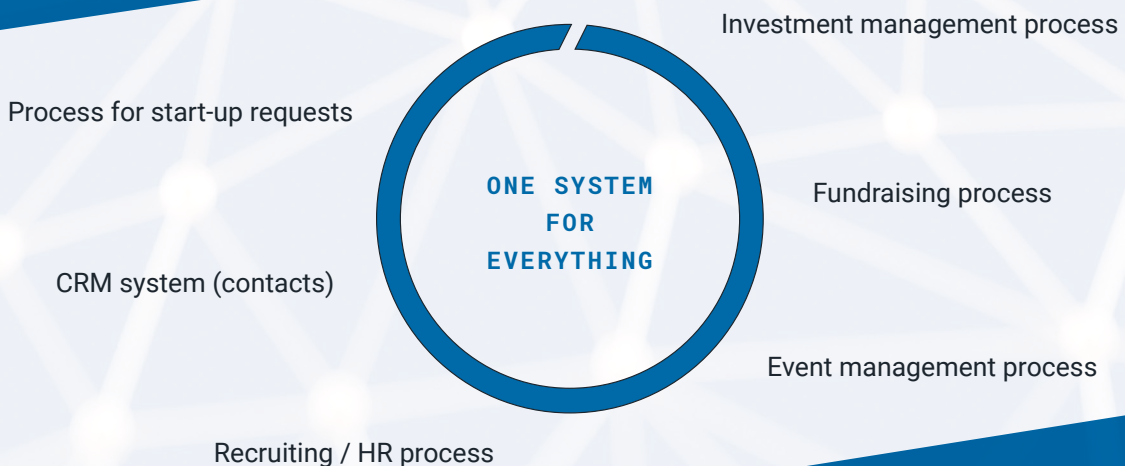 Investment management process
Process for start-up requests
ONE SYSTEM
FOR
EVERYTHING
Fundraising process
CRM system (contacts)
Event management process
Recruiting / HR process